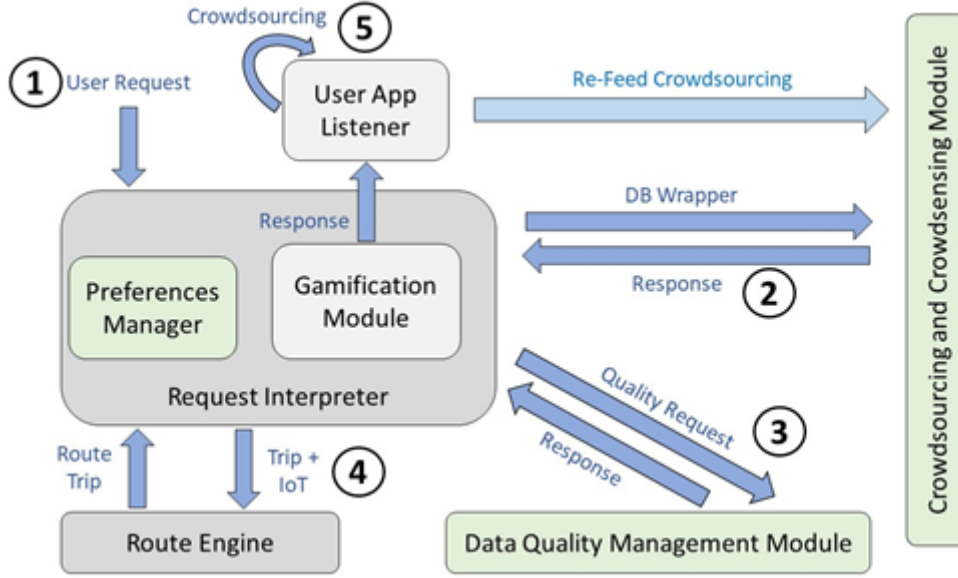 Crowdsourcing
5
1
User Request
User App
Listener
Re-Feed Crowdsourcing
Response
DB Wrapper
Response
2
Preferences
Manager
Gamification
Module
Request Interpreter
Quality Request
3
Response
Route
Trip
Trip +
IoT
4
Route Engine
Data Quality Management Module
Crowdsourcing and Crowdsensing Module